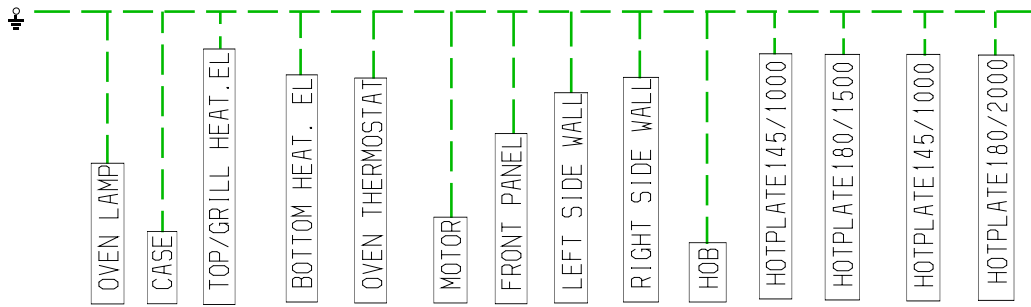 OVEN LAMP
CASE
TOP/GRILL HEAT.EL
BOTTOM HEAT. EL
OVEN THERMOSTAT
MOTOR
FRONT PANEL
LEFT SIDE WALL
RIGHT SIDE WALL
HOB
HOTPLATE145/1000
HOTPLATE180/1500
HOTPLATE145/1000
HOTPLATE180/2000